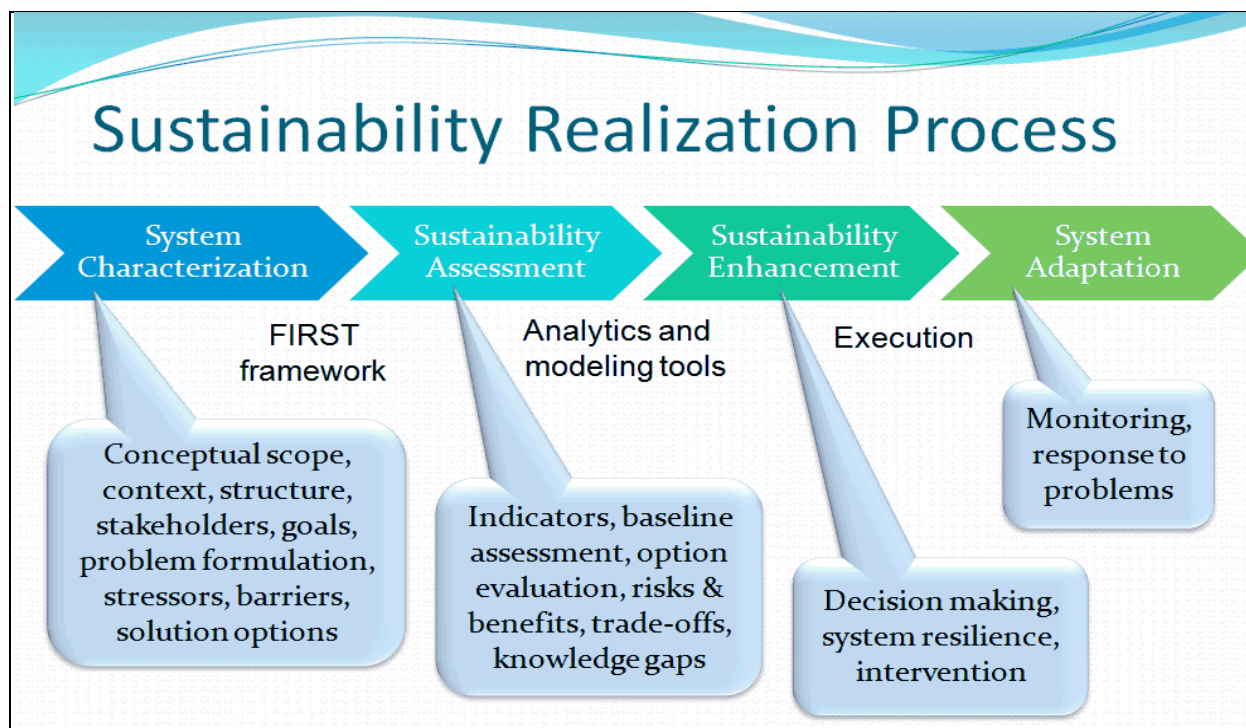 Sustainability Realization Process
System
Characterization
Sustainability
Assessment
Sustainability
Enhancement
System
Adaptation
FIRST
framework
Analytics and
modeling tools
Execution
Conceptual scope,
context, structure,
stakeholders, goals,
problem formulation,
stressors, barriers,
solution options
Indicators, baseline
assessment, option
evaluation, risks &
benefits, trade-offs,
knowledge gaps
Decision making,
system resilience,
intervention
Monitoring,
response to
problems